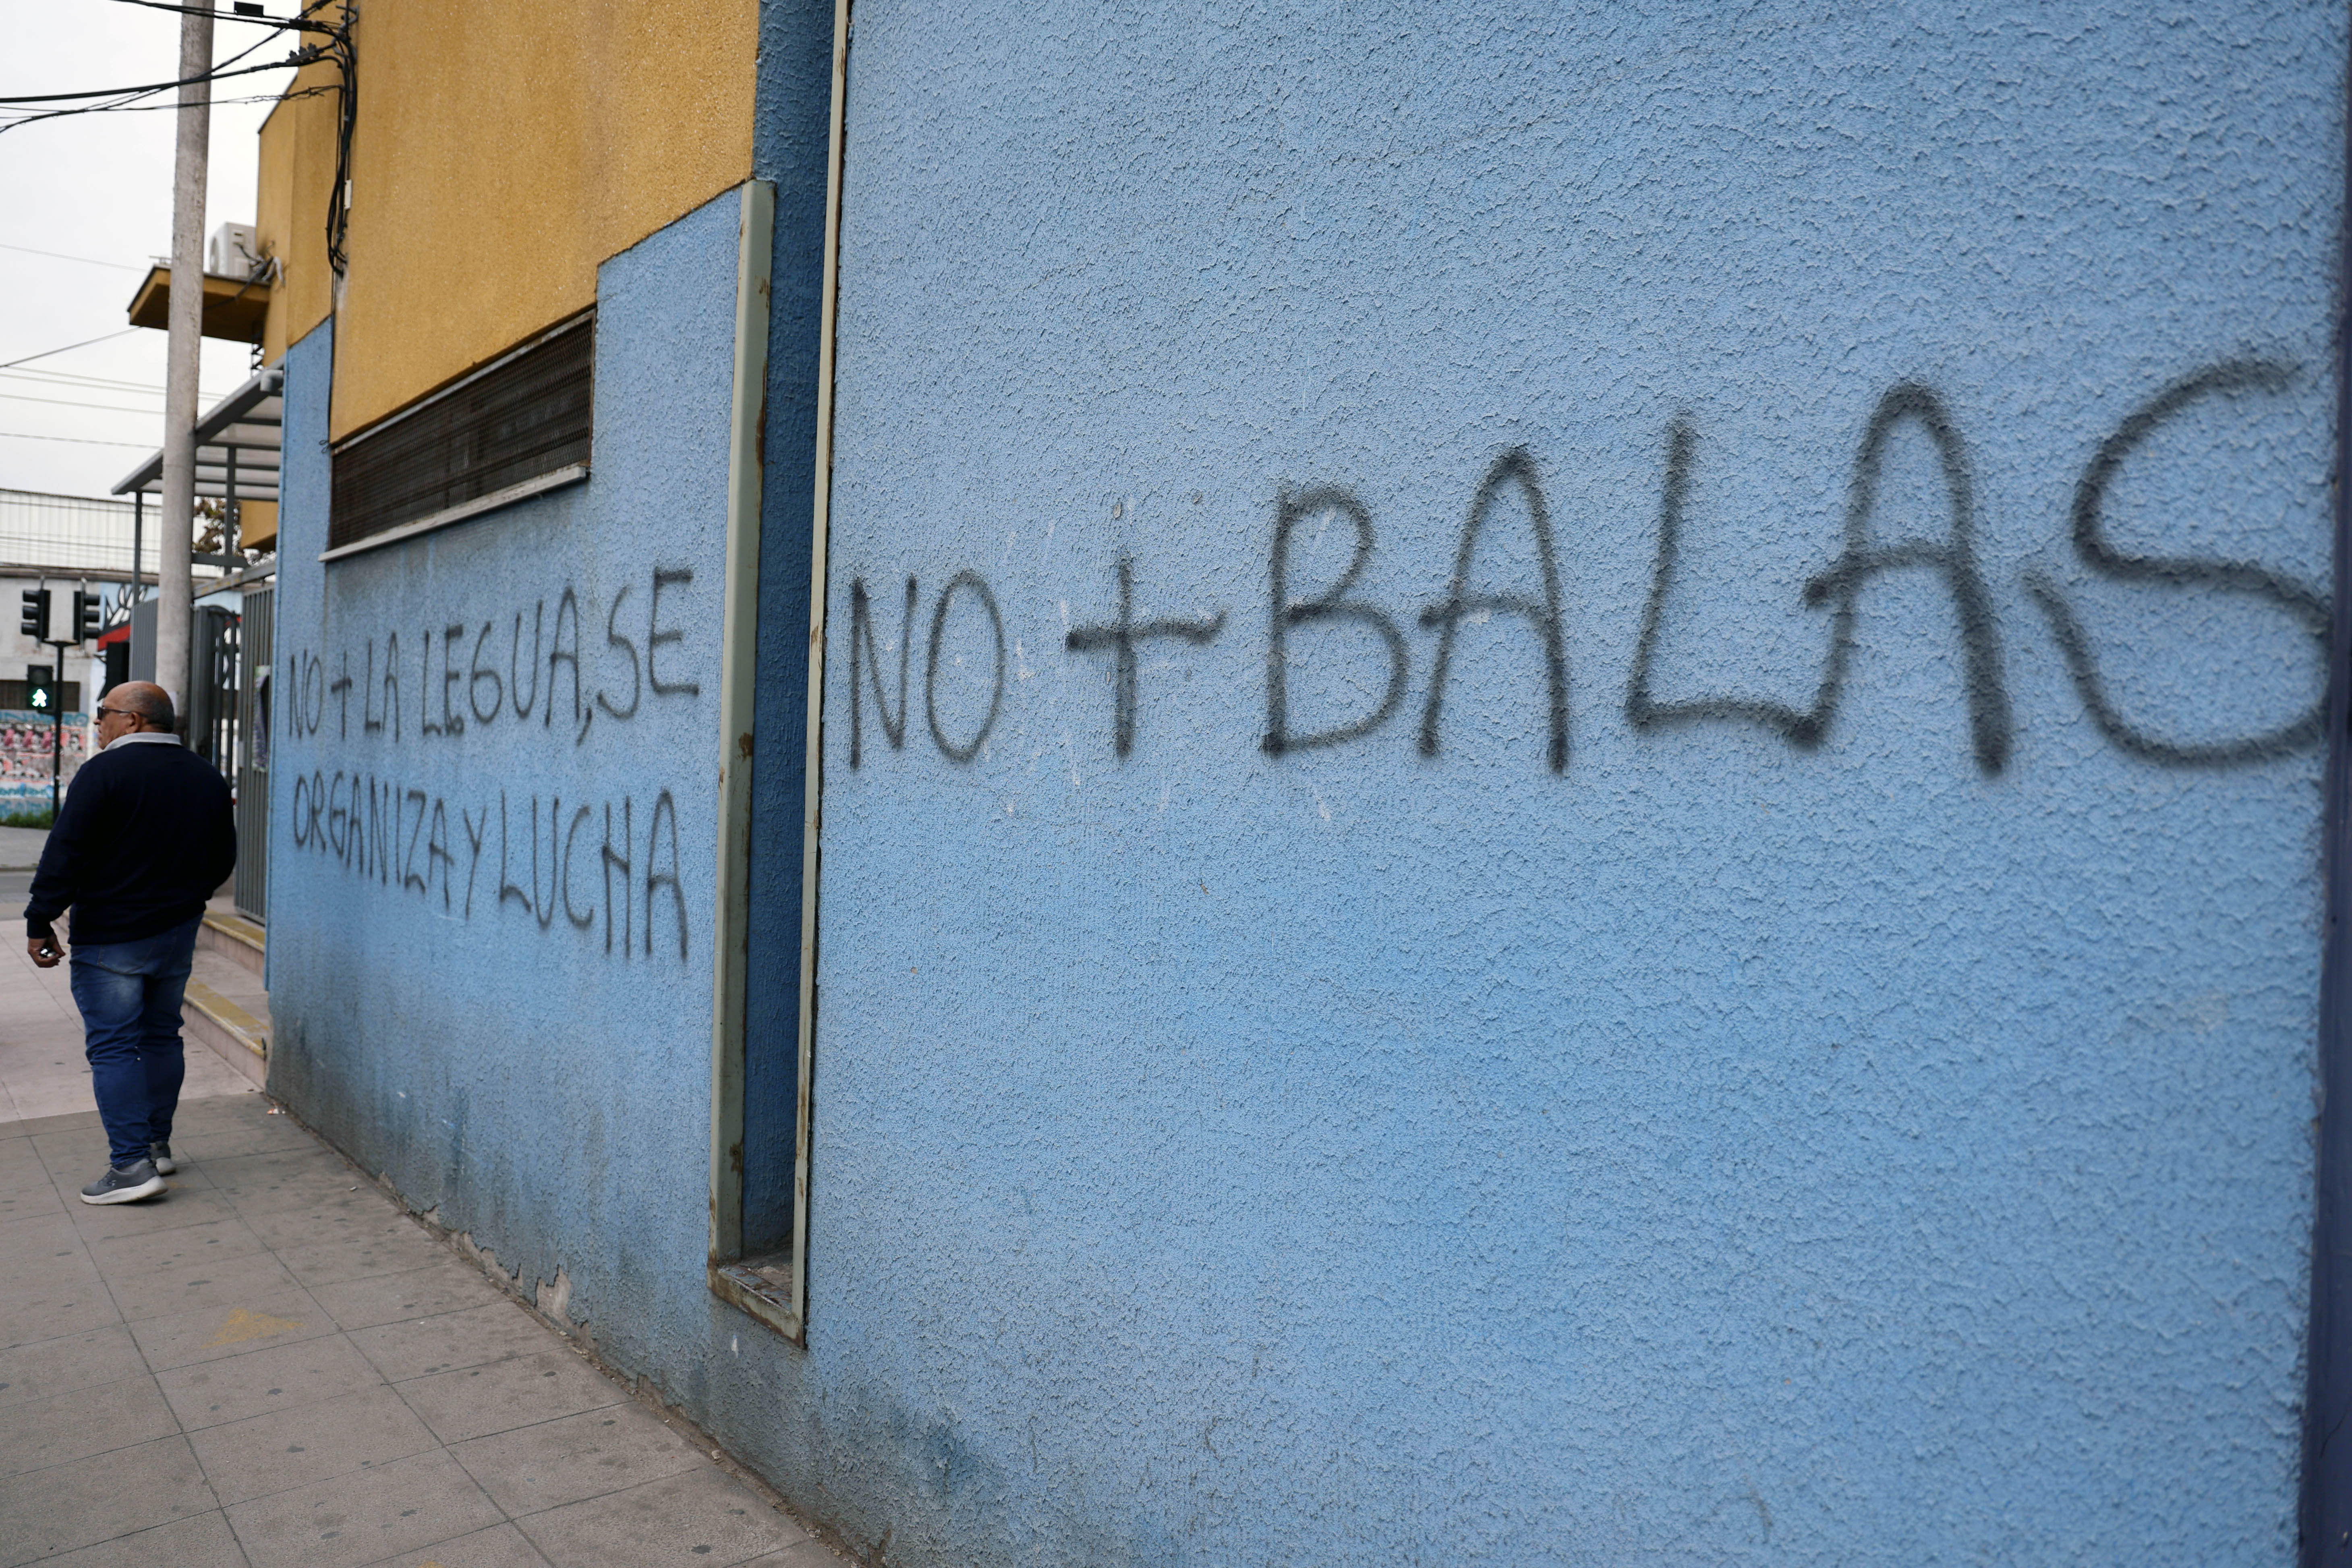 NO + LA LEGUA, SE
ORGANIZA Y LUCHA
NO + BALAS